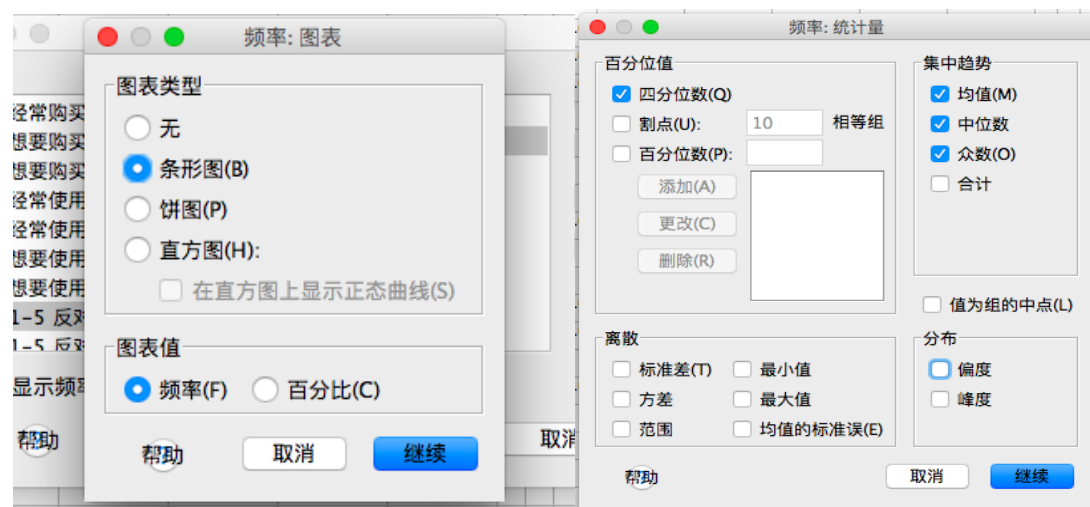 频率: 图表
图表类型
无
条形图(B)
饼图(P)
直方图(H):
在直方图上显示正态曲线(S)
图表值
频率(F) 百分比(C)
帮助 取消 继续
经常购买
想要购买
想要购买
经常使用
经常使用
想要使用
想要使用
1-5 反对
1-5 反对
显示频率
帮助
取消
频率: 统计量
百分位值
四分位数(Q)
割点(U): 10 相等组
百分位数(P):
添加(A)
更改(C)
删除(R)
集中趋势
均值(M)
中位数
众数(O)
合计
值为组的中点(L)
离散
标准差(T) 最小值
方差 最大值
范围 均值的标准误(E)
分布
偏度
峰度
帮助 取消 继续